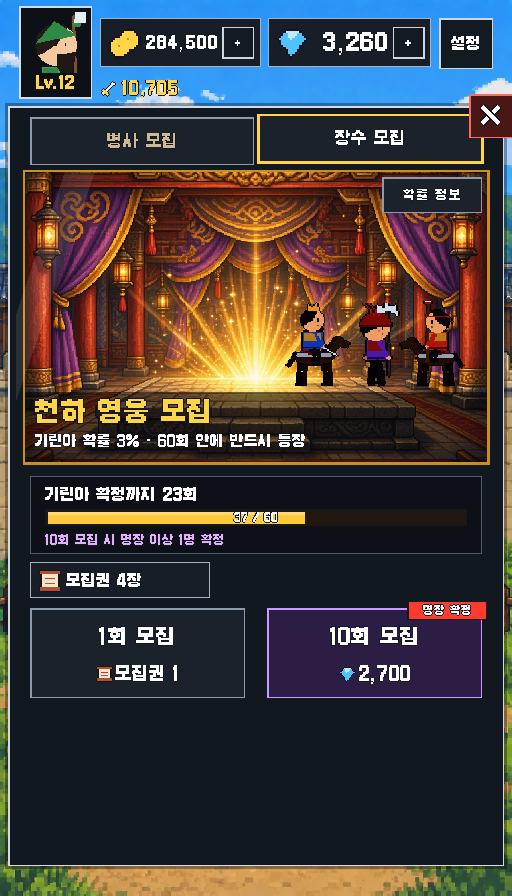 284,500 +
3,260 +
설정
Lv.12
10,705
병사 모집
장수 모집
X
확률 정보
천하 영웅 모집
기린아 확률 3% · 60회 안에 반드시 등장
기린아 확정까지 23회
37 / 60
10회 모집 시 명장 이상 1명 확정
모집권 4장
명장 확정
1회 모집
모집권 1
10회 모집
2,700